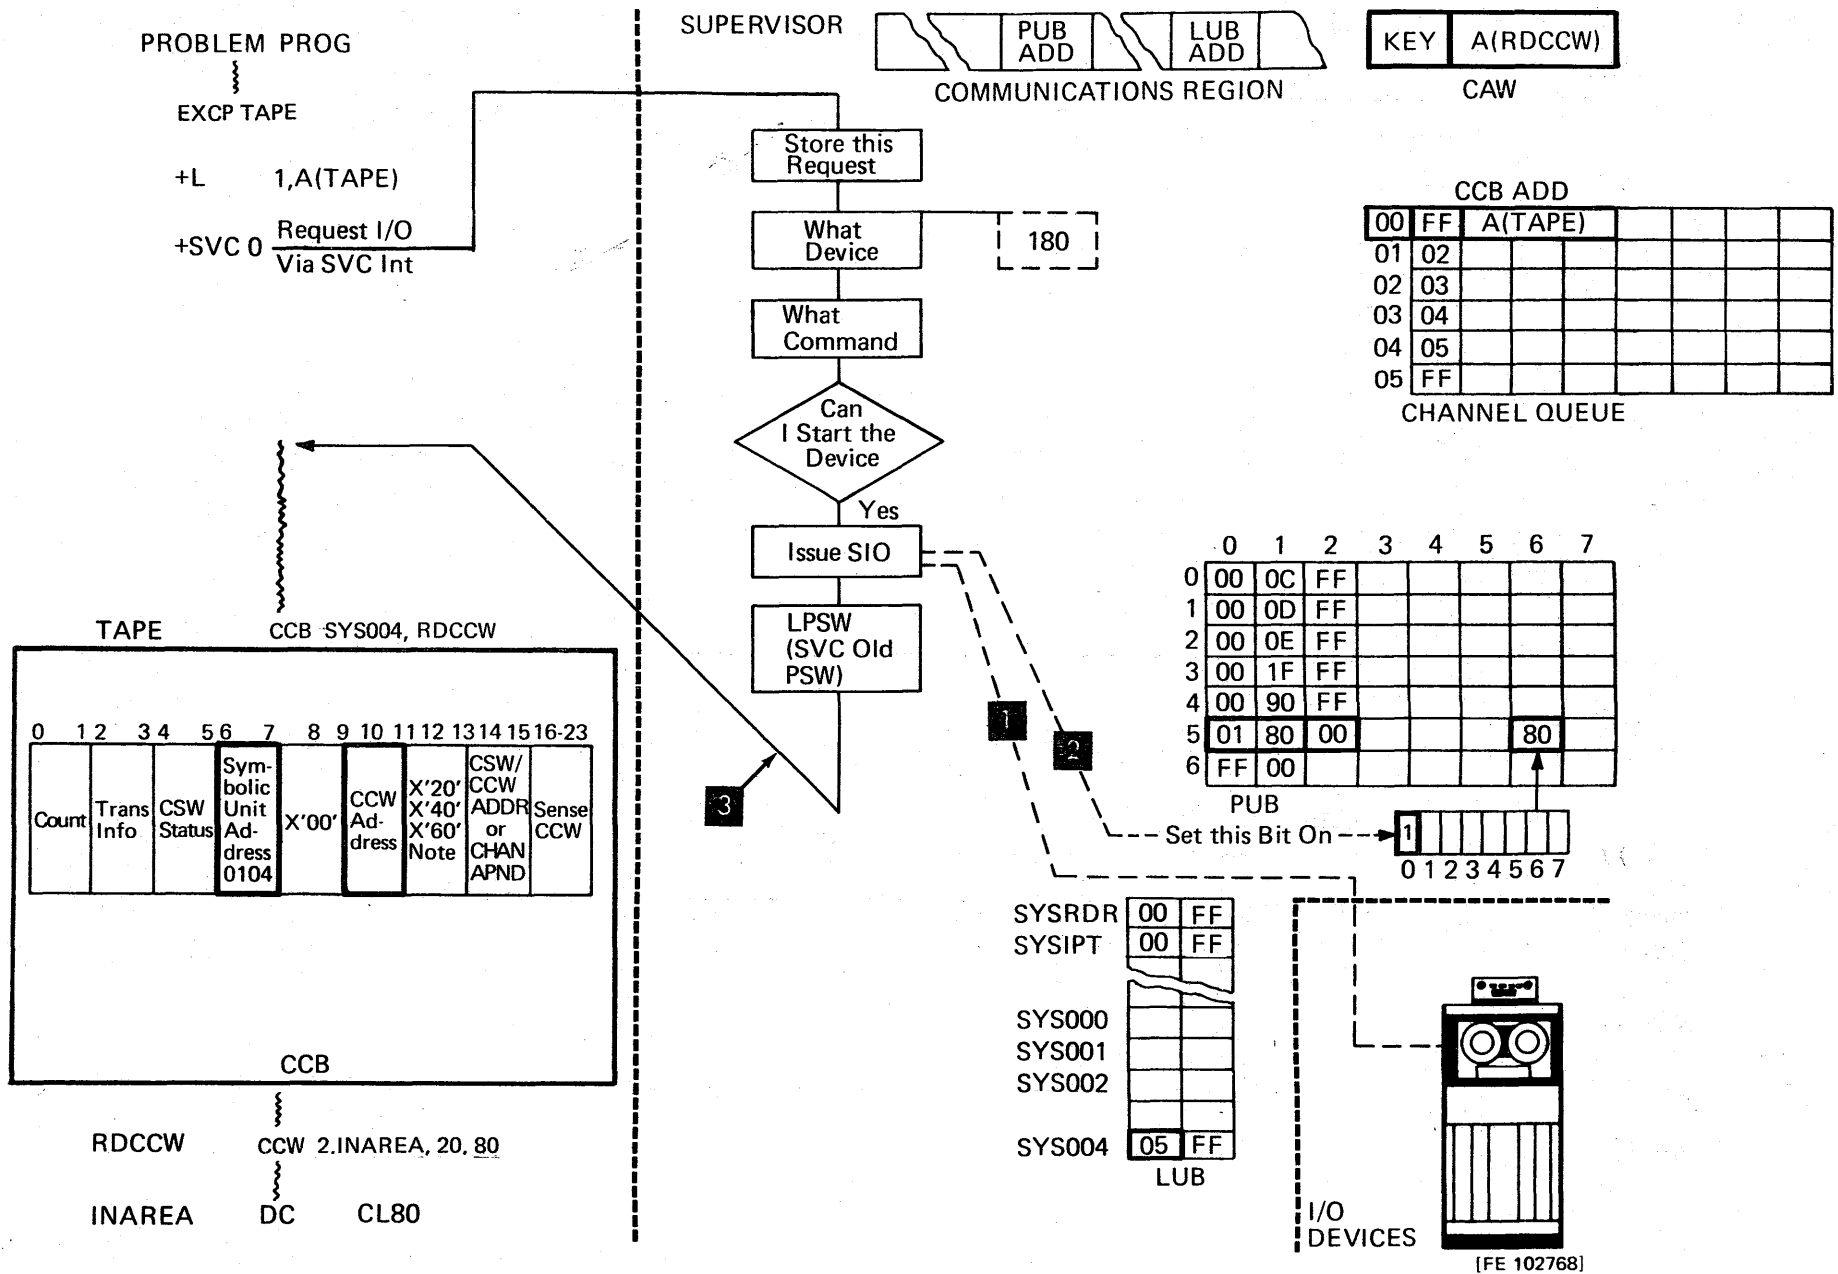 PROBLEM PROG
EXCP TAPE
+L 1,A(TAPE)
+SVC 0 Request I/O
Via SVC Int
SUPERVISOR
PUB
ADD
LUB
ADD
COMMUNICATIONS REGION
KEY A(RDCCW)
CAW
Store this
Request
What
Device
180
What
Command
Can
I Start the
Device
Yes
Issue SIO
LPSW
(SVC Old
PSW)
1
2
3
CCB ADD
00 FF A(TAPE)
01 02
02 03
03 04
04 05
05 FF
CHANNEL QUEUE
0 1 2 3 4 5 6 7
0 00 0C FF
1 00 0D FF
2 00 0E FF
3 00 1F FF
4 00 90 FF
5 01 80 00 80
6 FF 00
PUB
Set this Bit On
1
0 1 2 3 4 5 6 7
TAPE CCB SYS004, RDCCW
0 1 2 3 4 5 6 7 8 9 10 11 12 13 14 15 16-23
Count
Trans
Info
CSW
Status
Sym-
bolic
Unit
Ad-
dress
0104
X'00'
CCW
Ad-
dress
X'20'
X'40'
X'60'
Note
CSW/
CCW
ADDR
or
CHAN
APND
Sense
CCW
CCB
RDCCW CCW 2.INAREA, 20, 80
INAREA DC CL80
SYSRDR 00 FF
SYSIPT 00 FF
SYS000
SYS001
SYS002
SYS004 05 FF
LUB
I/O
DEVICES
[FE 102768]